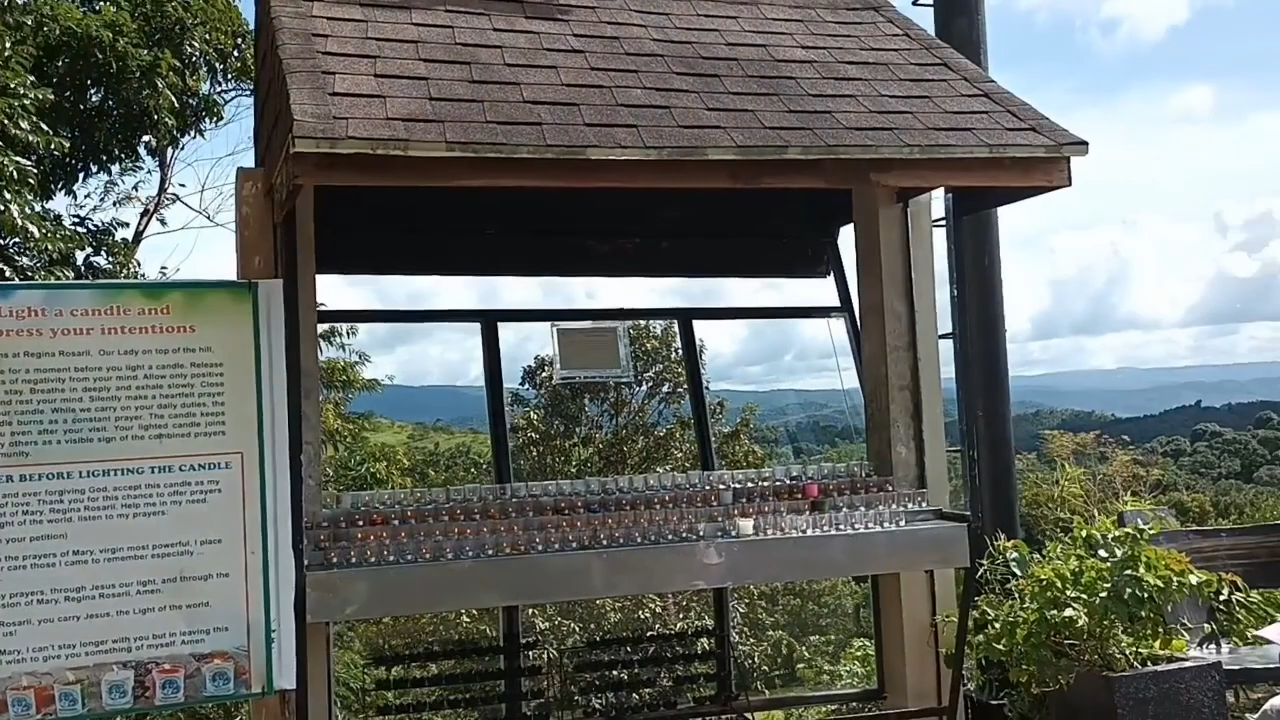 Light a candle and
press your intentions
ns at Regina Rosarii, Our Lady on top of the hill,
e for a moment before you light a candle. Release
ts of negativity from your mind. Allow only positive
stay. Breathe in deeply and exhale slowly. Close
nd rest your mind. Silently make a heartfelt prayer
ur candle. While we carry on your daily duties, the
dle burns as a constant prayer. The candle keeps
u even after your visit. Your lighted candle joins
y others as a visible sign of the combined prayers
munity.
ER BEFORE LIGHTING THE CANDLE
and ever forgiving God, accept this candle as my
of love. Thank you for this chance to offer prayers
et of Mary, Regina Rosarii. Help me in my need.
ght of the world, listen to my prayers:
n your petition)
the prayers of Mary, virgin most powerful, I place
r care those I came to remember especially ...
y prayers, through Jesus our light, and through the
ssion of Mary, Regina Rosarii, Amen.
Rosarii, you carry Jesus, the Light of the world,
us!
Mary, I can't stay longer with you but in leaving this
I wish to give you something of myself. Amen